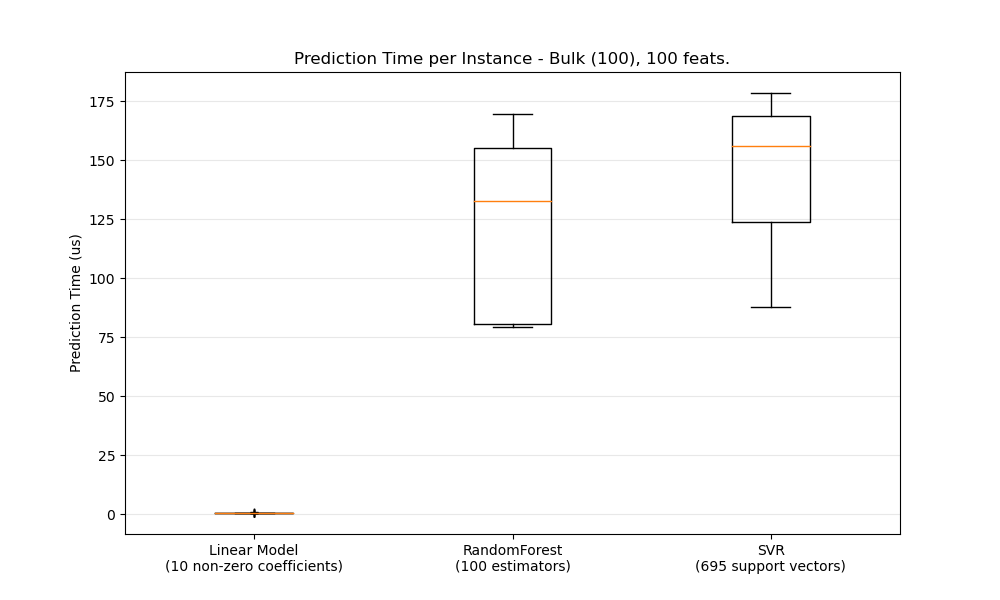 Prediction Time per Instance - Bulk (100), 100 feats.
Prediction Time (us)
175
150
125
100
75
50
25
0
Linear Model
(10 non-zero coefficients)
RandomForest
(100 estimators)
SVR
(695 support vectors)